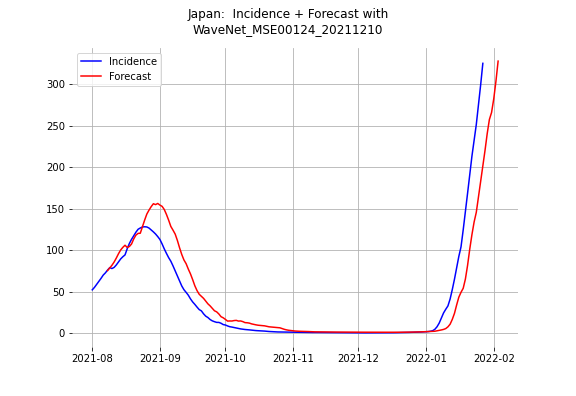 Japan:  Incidence + Forecast with
WaveNet_MSE00124_20211210
Incidence
Forecast
300
250
200
150
100
50
0
2021-08 2021-09 2021-10 2021-11 2021-12 2022-01 2022-02